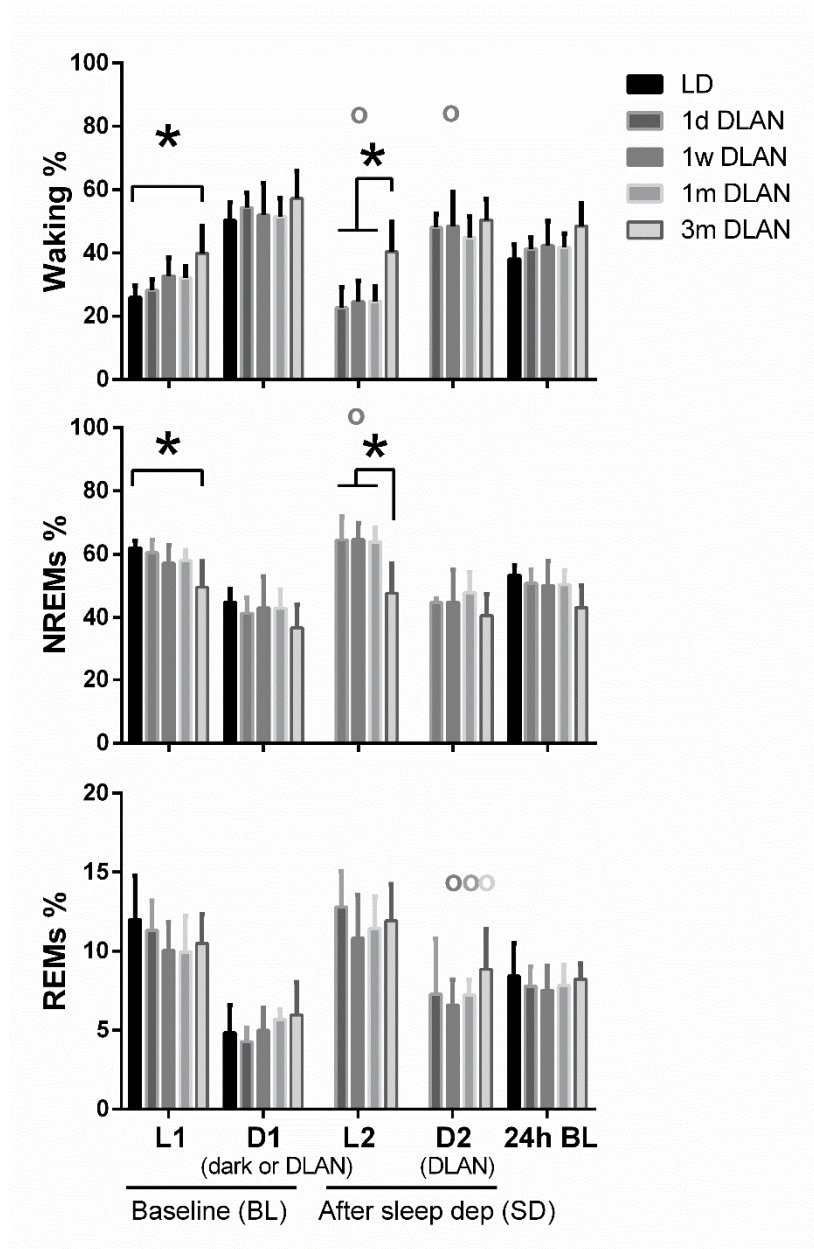 100
80
60
40
20
0
Waking %
*
o
o
*
LD
1d DLAN
1w DLAN
1m DLAN
3m DLAN
100
80
60
40
20
0
NREMs %
*
o
*
20
15
10
5
0
REMs %
ooo
L1 D1 L2 D2 24h BL
(dark or DLAN) (DLAN)
Baseline (BL) After sleep dep (SD)